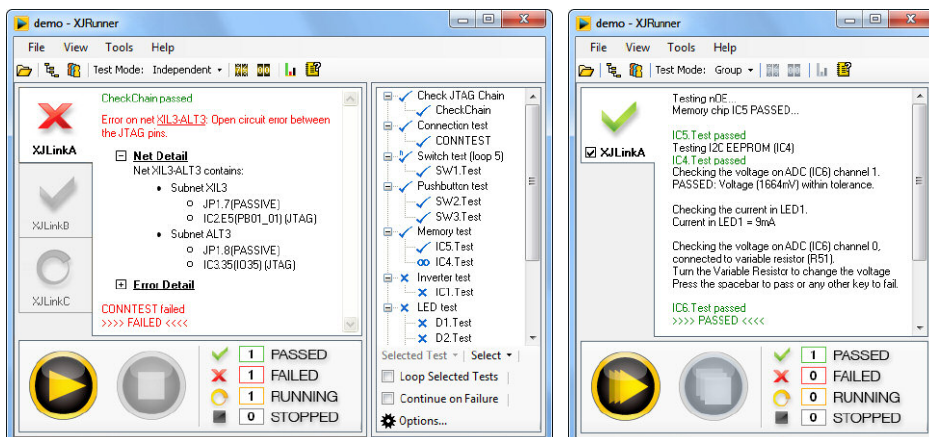 demo - XJRunner
File View Tools Help
Test Mode: Independent
XJLinkA
XJLinkB
XJLinkC
CheckChain passed
Error on net XIL3-ALT3: Open circuit error between
the JTAG pins.
Net Detail
Net XIL3-ALT3 contains:
Subnet XIL3
JP1.7(PASSIVE)
IC2.E5(PB01_01) (JTAG)
Subnet ALT3
JP1.8(PASSIVE)
IC3.35(IO35) (JTAG)
Error Detail
CONNTEST failed
>>>> FAILED <<<<
Check JTAG Chain
CheckChain
Connection test
CONNTEST
Switch test (loop 5)
SW1.Test
Pushbutton test
SW2.Test
SW3.Test
Memory test
IC5.Test
IC4.Test
Inverter test
IC1.Test
LED test
D1.Test
D2.Test
Selected Test Select
Loop Selected Tests
Continue on Failure
Options...
1 PASSED
1 FAILED
1 RUNNING
0 STOPPED
demo - XJRunner
File View Tools Help
Test Mode: Group
XJLinkA
Testing nOE...
Memory chip IC5 PASSED...
IC5.Test passed
Testing I2C EEPROM (IC4)
IC4.Test passed
Checking the voltage on ADC (IC6) channel 1.
PASSED: Voltage (1664mV) within tolerance.
Checking the current in LED1.
Current in LED1 = 9mA
Checking the voltage on ADC (IC6) channel 0,
connected to variable resistor (R51).
Turn the Variable Resistor to change the voltage
Press the spacebar to pass or any other key to fail.
IC6.Test passed
>>>> PASSED <<<<
1 PASSED
0 FAILED
0 RUNNING
0 STOPPED